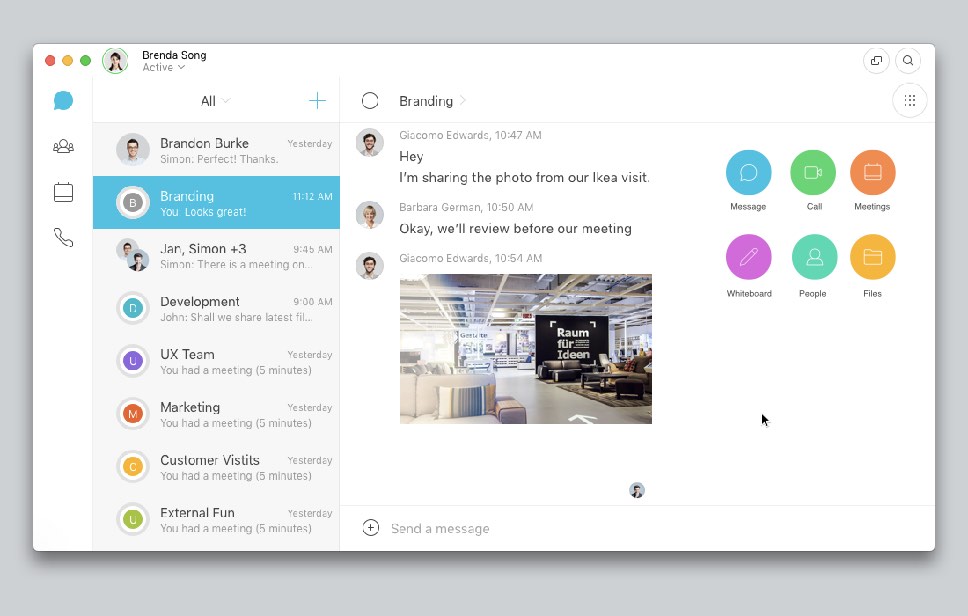 Brenda Song
Active
All
Branding
Brandon Burke
Yesterday
Simon: Perfect! Thanks.
B
Branding
11:12 AM
You: Looks great!
Jan, Simon +3
9:45 AM
Simon: There is a meeting on...
D
Development
9:00 AM
John: Shall we share latest fil...
U
UX Team
Yesterday
You had a meeting (5 minutes)
M
Marketing
Yesterday
You had a meeting (5 minutes)
C
Customer Vistits
Yesterday
You had a meeting (5 minutes)
U
External Fun
Yesterday
You had a meeting (5 minutes)
Giacomo Edwards, 10:47 AM
Hey
I'm sharing the photo from our Ikea visit.
Barbara German, 10:50 AM
Okay, we'll review before our meeting
Giacomo Edwards, 10:54 AM
Raum
für
Ideen
Send a message
Message
Call
Meetings
Whiteboard
People
Files